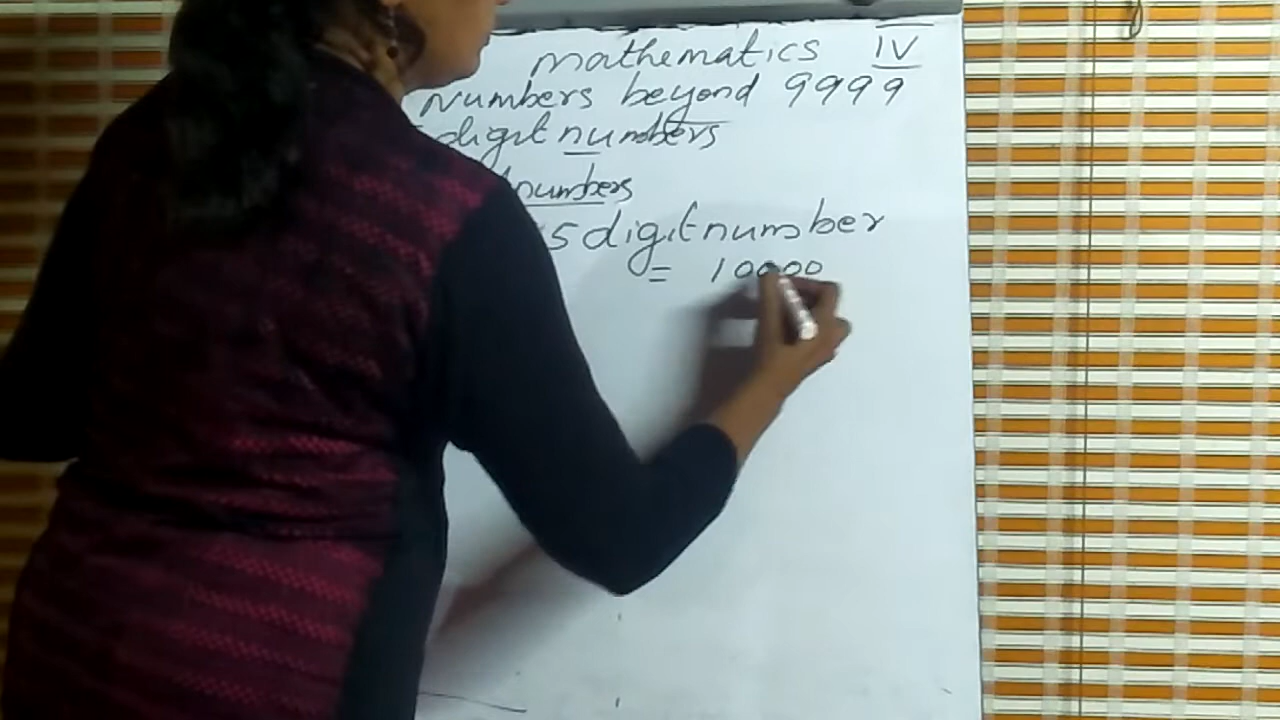 mathematics IV
Numbers beyond 9999
digit numbers
numbers
5 digit number
= 10000